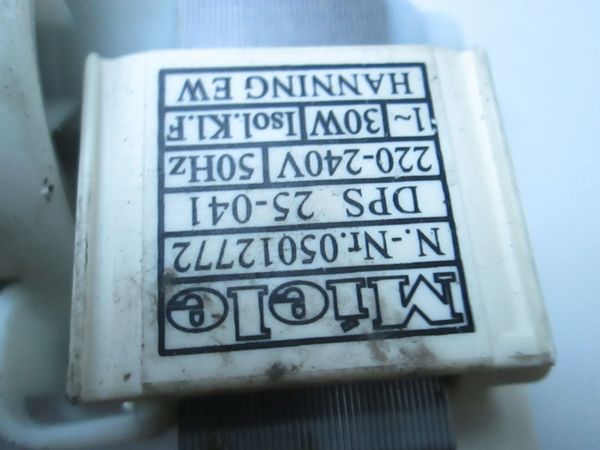 Miele
N.-Nr.05012772
DPS 25-041
220-240V 50Hz
1~ 30W Isol.Kl.F
HANNING EW